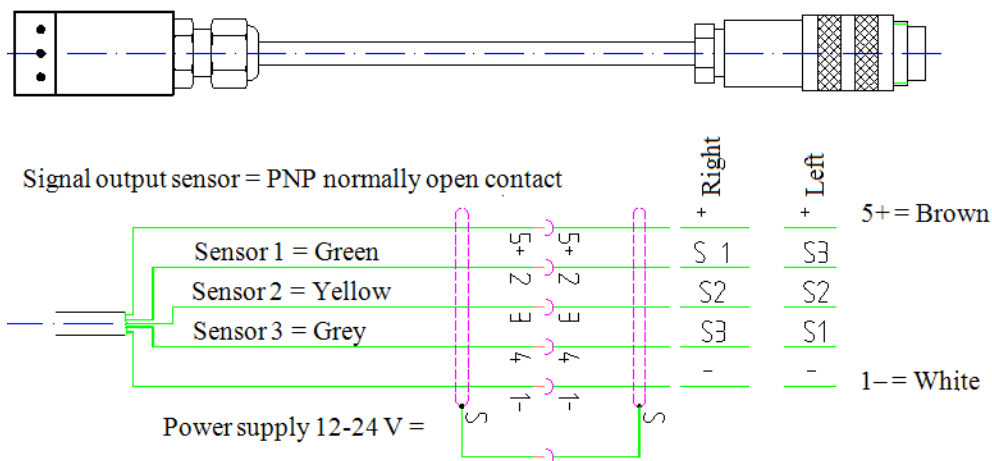 Signal output sensor = PNP normally open contact
Right
Left
+ +
5+ = Brown
5+ 5+
Sensor 1 = Green
S 1 S3
2 2
Sensor 2 = Yellow
S2 S2
3 3
Sensor 3 = Grey
S3 S1
4 4
- -
1– = White
1- 1-
S S
Power supply 12-24 V =